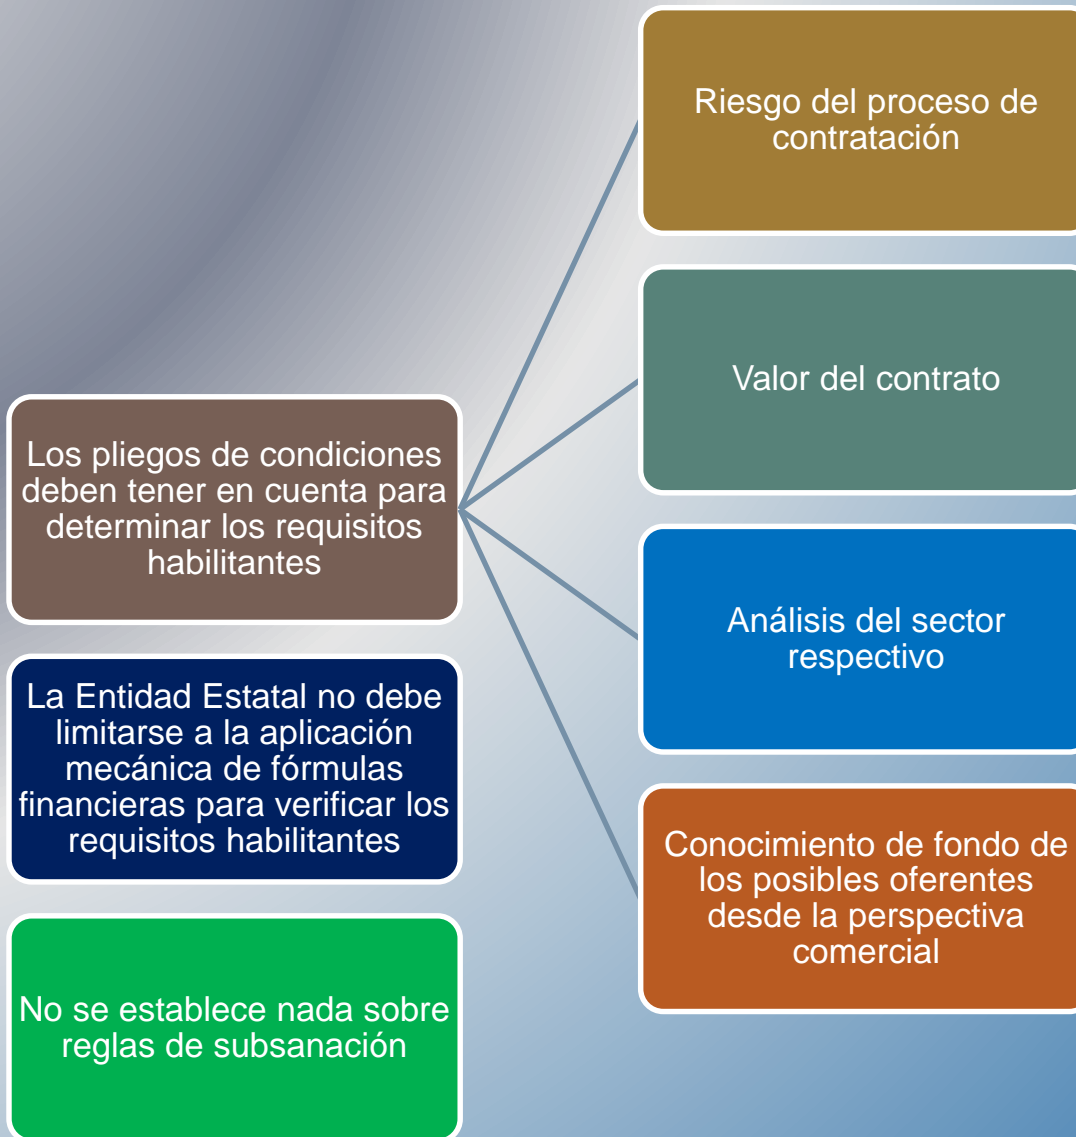 Los pliegos de condiciones
deben tener en cuenta para
determinar los requisitos
habilitantes
Riesgo del proceso de
contratación
Valor del contrato
Análisis del sector
respectivo
Conocimiento de fondo de
los posibles oferentes
desde la perspectiva
comercial
La Entidad Estatal no debe
limitarse a la aplicación
mecánica de fórmulas
financieras para verificar los
requisitos habilitantes
No se establece nada sobre
reglas de subsanación